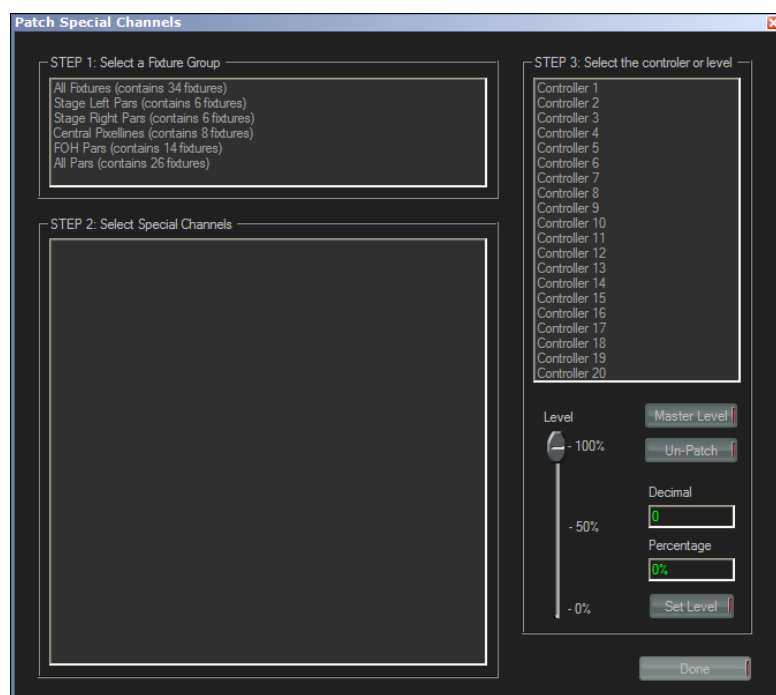 Patch Special Channels
STEP 1: Select a Fixture Group
All Fixtures (contains 34 fixtures)
Stage Left Pars (contains 6 fixtures)
Stage Right Pars (contains 6 fixtures)
Central Pixellines (contains 8 fixtures)
FOH Pars (contains 14 fixtures)
All Pars (contains 26 fixtures)
STEP 2: Select Special Channels
STEP 3: Select the controler or level
Controller 1
Controller 2
Controller 3
Controller 4
Controller 5
Controller 6
Controller 7
Controller 8
Controller 9
Controller 10
Controller 11
Controller 12
Controller 13
Controller 14
Controller 15
Controller 16
Controller 17
Controller 18
Controller 19
Controller 20
Level
- 100%
- 50%
- 0%
Master Level
Un-Patch
Decimal
0
Percentage
0%
Set Level
Done